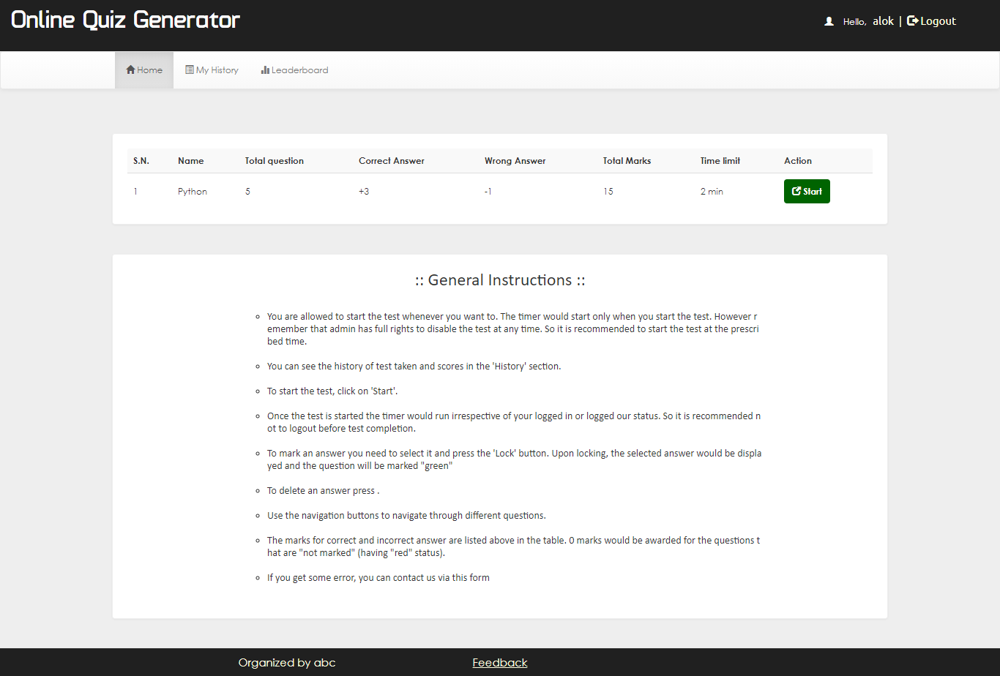 Online Quiz Generator
Hello, alok | Logout
Home My History Leaderboard
S.N. Name Total question Correct Answer Wrong Answer Total Marks Time limit Action
1 Python 5 +3 -1 15 2 min Start
:: General Instructions ::
You are allowed to start the test whenever you want to. The timer would start only when you start the test. However r
emember that admin has full rights to disable the test at any time. So it is recommended to start the test at the prescri
bed time.
You can see the history of test taken and scores in the 'History' section.
To start the test, click on 'Start'.
Once the test is started the timer would run irrespective of your logged in or logged our status. So it is recommended n
ot to logout before test completion.
To mark an answer you need to select it and press the 'Lock' button. Upon locking, the selected answer would be displa
yed and the question will be marked "green"
To delete an answer press .
Use the navigation buttons to navigate through different questions.
The marks for correct and incorrect answer are listed above in the table. 0 marks would be awarded for the questions t
hat are "not marked" (having "red" status).
If you get some error, you can contact us via this form
Organized by abc Feedback